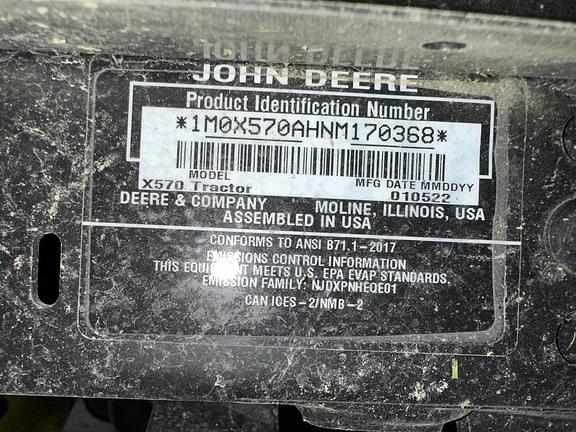 JOHN DEERE
Product Identification Number
*1M0X570AHNM170368*
MODEL MFG DATE MMDDYY
X570 Tractor 010522
DEERE & COMPANY MOLINE, ILLINOIS, USA
ASSEMBLED IN USA
CONFORMS TO ANSI B71.1-2017
EMISSIONS CONTROL INFORMATION
THIS EQUIPMENT MEETS U.S. EPA EVAP STANDARDS,
EMISSION FAMILY: NJDXPNHEQE01
CAN ICES-2/NMB-2